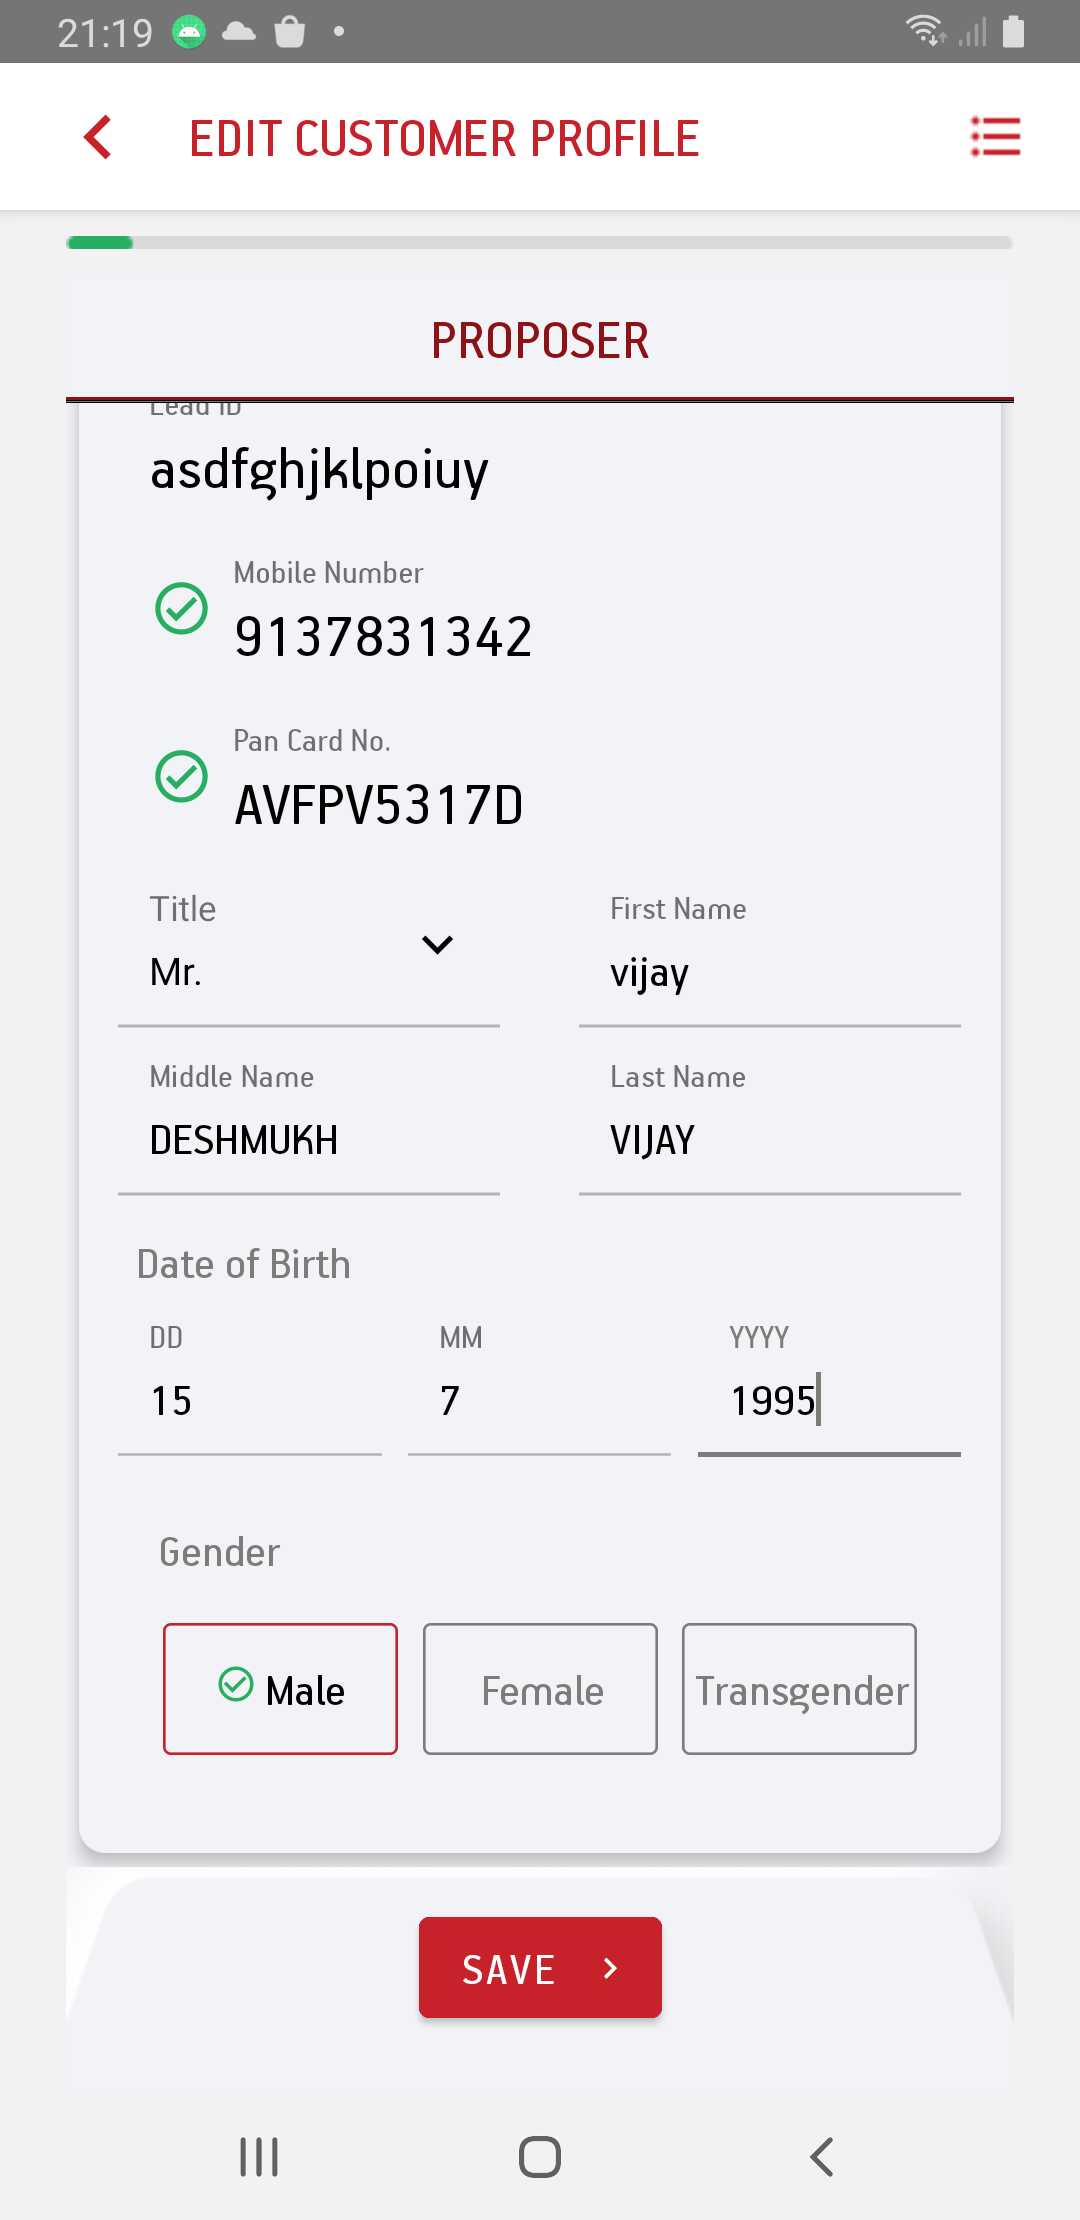 21:19
EDIT CUSTOMER PROFILE
PROPOSER
Lead ID
asdfghjklpoiuy
Mobile Number
9137831342
Pan Card No.
AVFPV5317D
Title
First Name
Mr.
vijay
Middle Name
Last Name
DESHMUKH
VIJAY
Date of Birth
DD MM YYYY
15 7 1995
Gender
Male Female Transgender
SAVE